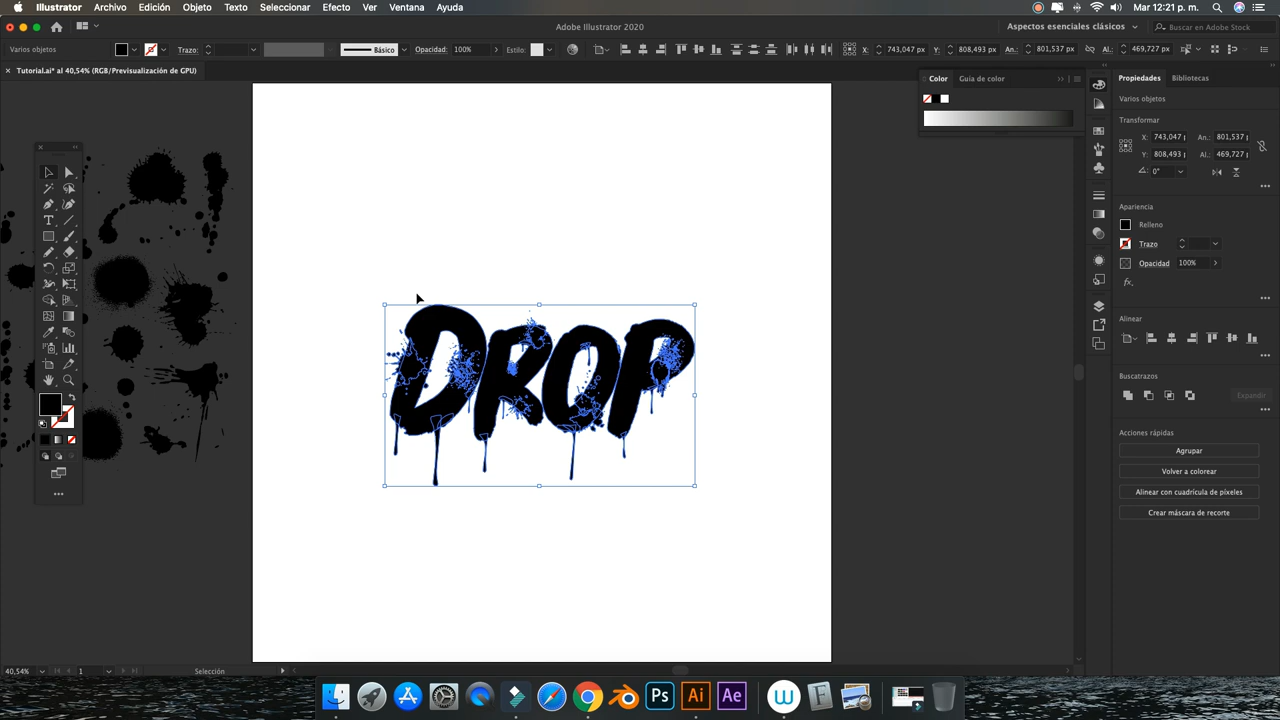 Illustrator Archivo Edición Objeto Texto Seleccionar Efecto Ver Ventana Ayuda
Mar 12:21 p. m.
Adobe Illustrator 2020
Aspectos esenciales clásicos
Buscar en Adobe Stock
Varios objetos
Trazo:
Básico
Opacidad: 100%
Estilo:
X: 743,047 px
Y: 808,493 px
An.: 801,537 px
Al.: 469,727 px
Tutorial.ai* al 40,54% (RGB/Previsualización de GPU)
Color
Guía de color
Propiedades
Bibliotecas
Varios objetos
Transformar
X: 743,047 p
An.: 801,537
Y: 808,493 p
Al.: 469,727
0°
Apariencia
Relleno
Trazo
Opacidad 100%
fx.
Alinear
Buscatrazos
Expandir
Acciones rápidas
Agrupar
Volver a colorear
Alinear con cuadrícula de píxeles
Crear máscara de recorte
DROP
40,54%
1
Selección
Ps
Ai
Ae